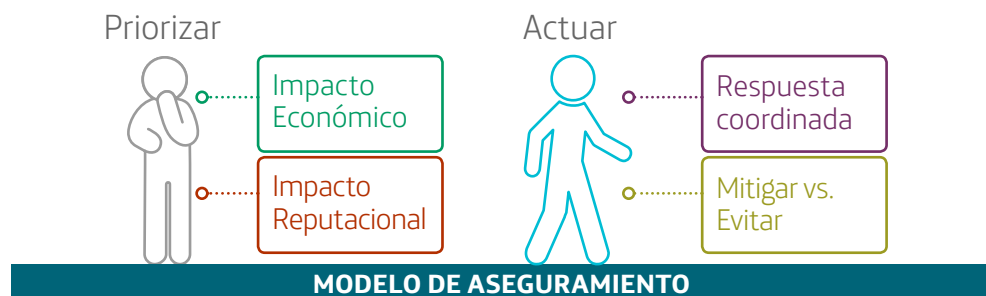 Priorizar
Impacto
Económico
Impacto
Reputacional
Actuar
Respuesta
coordinada
Mitigar vs.
Evitar
MODELO DE ASEGURAMIENTO